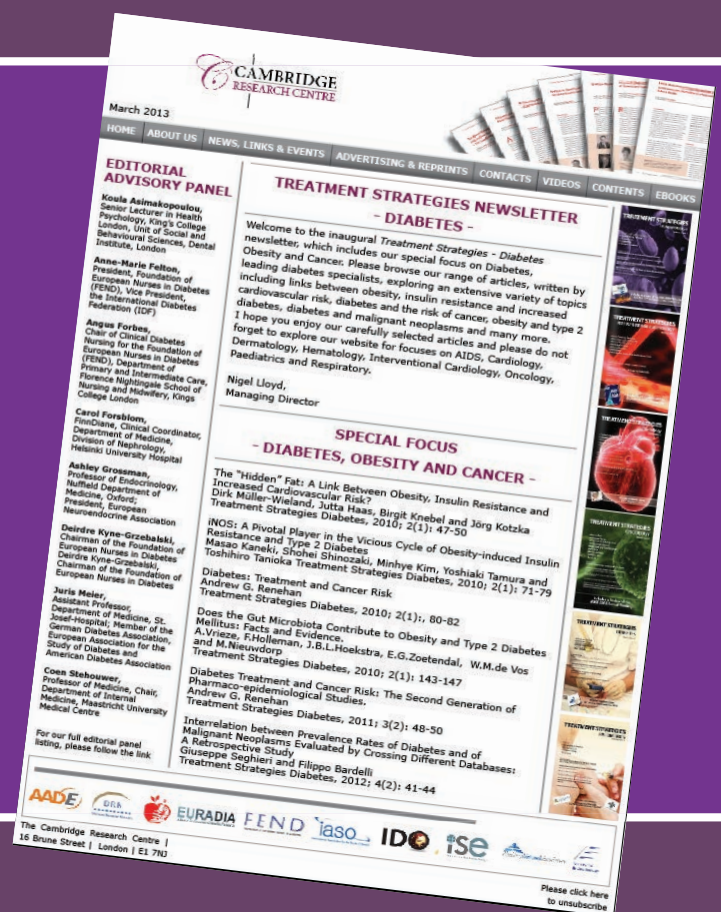 CAMBRIDGE
RESEARCH CENTRE
March 2013
HOME
ABOUT US
NEWS, LINKS & EVENTS
ADVERTISING & REPRINTS
CONTACTS
VIDEOS
CONTENTS
EBOOKS
EDITORIAL
ADVISORY PANEL
Koula Asimakopoulou,
Senior Lecturer in Health
Psychology, King's College
London, Unit of Social and
Behavioural Sciences, Dental
Institute, London
Anne-Marie Felton,
President, Foundation of
European Nurses in Diabetes
(FEND), Vice President,
the International Diabetes
Federation (IDF)
Angus Forbes,
Chair of Clinical Diabetes
Nursing for the Foundation of
European Nurses in Diabetes
(FEND), Department of
Primary and Intermediate Care,
Florence Nightingale School of
Nursing and Midwifery, Kings
College London
Carol Forsblom,
FinnDiane, Clinical Coordinator,
Department of Medicine,
Division of Nephrology,
Helsinki University Hospital
Ashley Grossman,
Professor of Endocrinology,
Nuffield Department of
Medicine, Oxford;
President, European
Neuroendocrine Association
Deirdre Kyne-Grzebalski,
Chairman of the Foundation of
European Nurses in Diabetes
Deirdre Kyne-Grzebalski,
Chairman of the Foundation of
European Nurses in Diabetes
Juris Meier,
Assistant Professor,
Department of Medicine, St.
Josef-Hospital; Member of the
German Diabetes Association,
European Association for the
Study of Diabetes and
American Diabetes Association
Coen Stehouwer,
Professor of Medicine, Chair,
Department of Internal
Medicine, Maastricht University
Medical Centre
For our full editorial panel
listing, please follow the link
TREATMENT STRATEGIES NEWSLETTER
- DIABETES -
Welcome to the inaugural Treatment Strategies - Diabetes
newsletter, which includes our special focus on Diabetes,
Obesity and Cancer. Please browse our range of articles, written by
leading diabetes specialists, exploring an extensive variety of topics
including links between obesity, insulin resistance and increased
cardiovascular risk, diabetes and the risk of cancer, obesity and type 2
diabetes, diabetes and malignant neoplasms and many more.
I hope you enjoy our carefully selected articles and please do not
forget to explore our website for focuses on AIDS, Cardiology,
Dermatology, Hematology, Interventional Cardiology, Oncology,
Paediatrics and Respiratory.
Nigel Lloyd,
Managing Director
SPECIAL FOCUS
- DIABETES, OBESITY AND CANCER -
The "Hidden" Fat: A Link Between Obesity, Insulin Resistance and
Increased Cardiovascular Risk?
Dirk Müller-Wieland, Jutta Haas, Birgit Knebel and Jörg Kotzka
Treatment Strategies Diabetes, 2010; 2(1): 47-50
iNOS: A Pivotal Player in the Vicious Cycle of Obesity-induced Insulin
Resistance and Type 2 Diabetes
Masao Kaneki, Shohei Shinozaki, Minhye Kim, Yoshiaki Tamura and
Toshihiro Tanioka Treatment Strategies Diabetes, 2010; 2(1): 71-79
Diabetes: Treatment and Cancer Risk
Andrew G. Renehan
Treatment Strategies Diabetes, 2010; 2(1):, 80-82
Does the Gut Microbiota Contribute to Obesity and Type 2 Diabetes
Mellitus: Facts and Evidence.
A.Vrieze, F.Holleman, J.B.L.Hoekstra, E.G.Zoetendal, W.M.de Vos
and M.Nieuwdorp
Treatment Strategies Diabetes, 2010; 2(1): 143-147
Diabetes Treatment and Cancer Risk: The Second Generation of
Pharmaco-epidemiological Studies.
Andrew G. Renehan
Treatment Strategies Diabetes, 2011; 3(2): 48-50
Interrelation between Prevalence Rates of Diabetes and of
Malignant Neoplasms Evaluated by Crossing Different Databases:
A Retrospective Study
Giuseppe Seghieri and Filippo Bardelli
Treatment Strategies Diabetes, 2012; 4(2): 41-44
TREATMENT STRATEGIES
TREATMENT STRATEGIES
TREATMENT STRATEGIES
TREATMENT STRATEGIES
TREATMENT STRATEGIES
TREATMENT STRATEGIES
AADE
EURADIA
FEND
iaso
IDO
ise
The Cambridge Research Centre |
16 Brune Street | London | E1 7NJ
Please click here
to unsubscribe